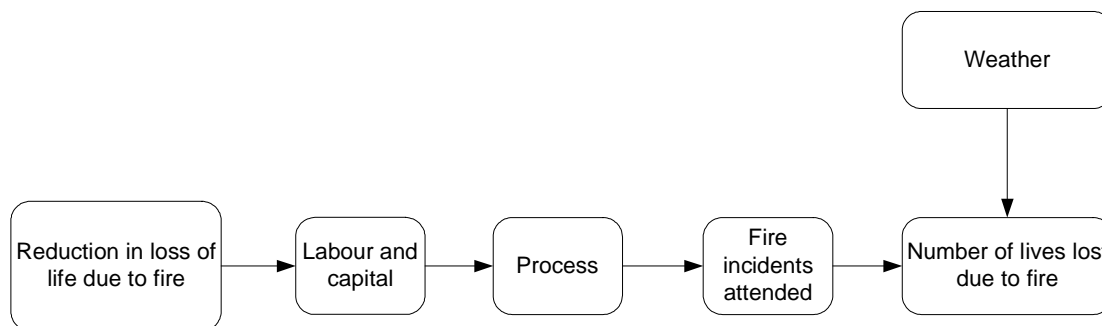 Weather
Reduction in loss of
life due to fire
Labour and
capital
Process
Fire
incidents
attended
Number of lives lost
due to fire